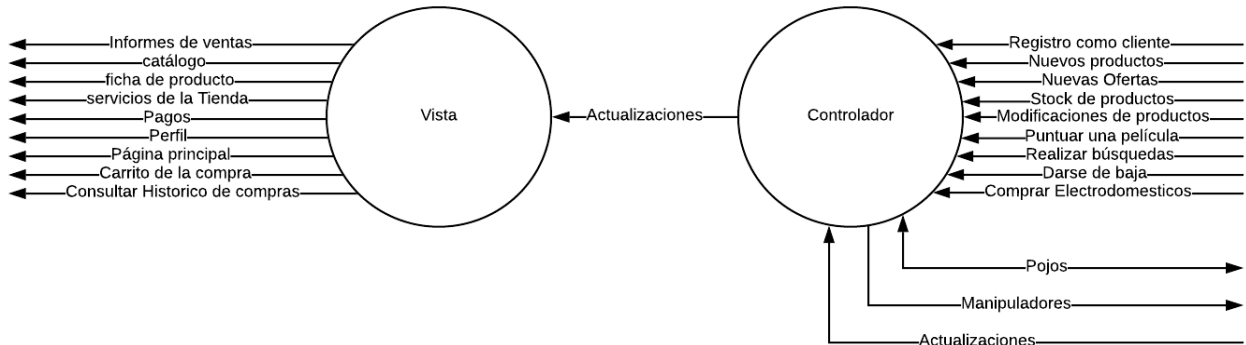 Informes de ventas
catálogo
ficha de producto
servicios de la Tienda
Pagos
Perfil
Página principal
Carrito de la compra
Consultar Historico de compras
Vista
Actualizaciones
Controlador
Registro como cliente
Nuevos productos
Nuevas Ofertas
Stock de productos
Modificaciones de productos
Puntuar una película
Realizar búsquedas
Darse de baja
Comprar Electrodomesticos
Pojos
Manipuladores
Actualizaciones